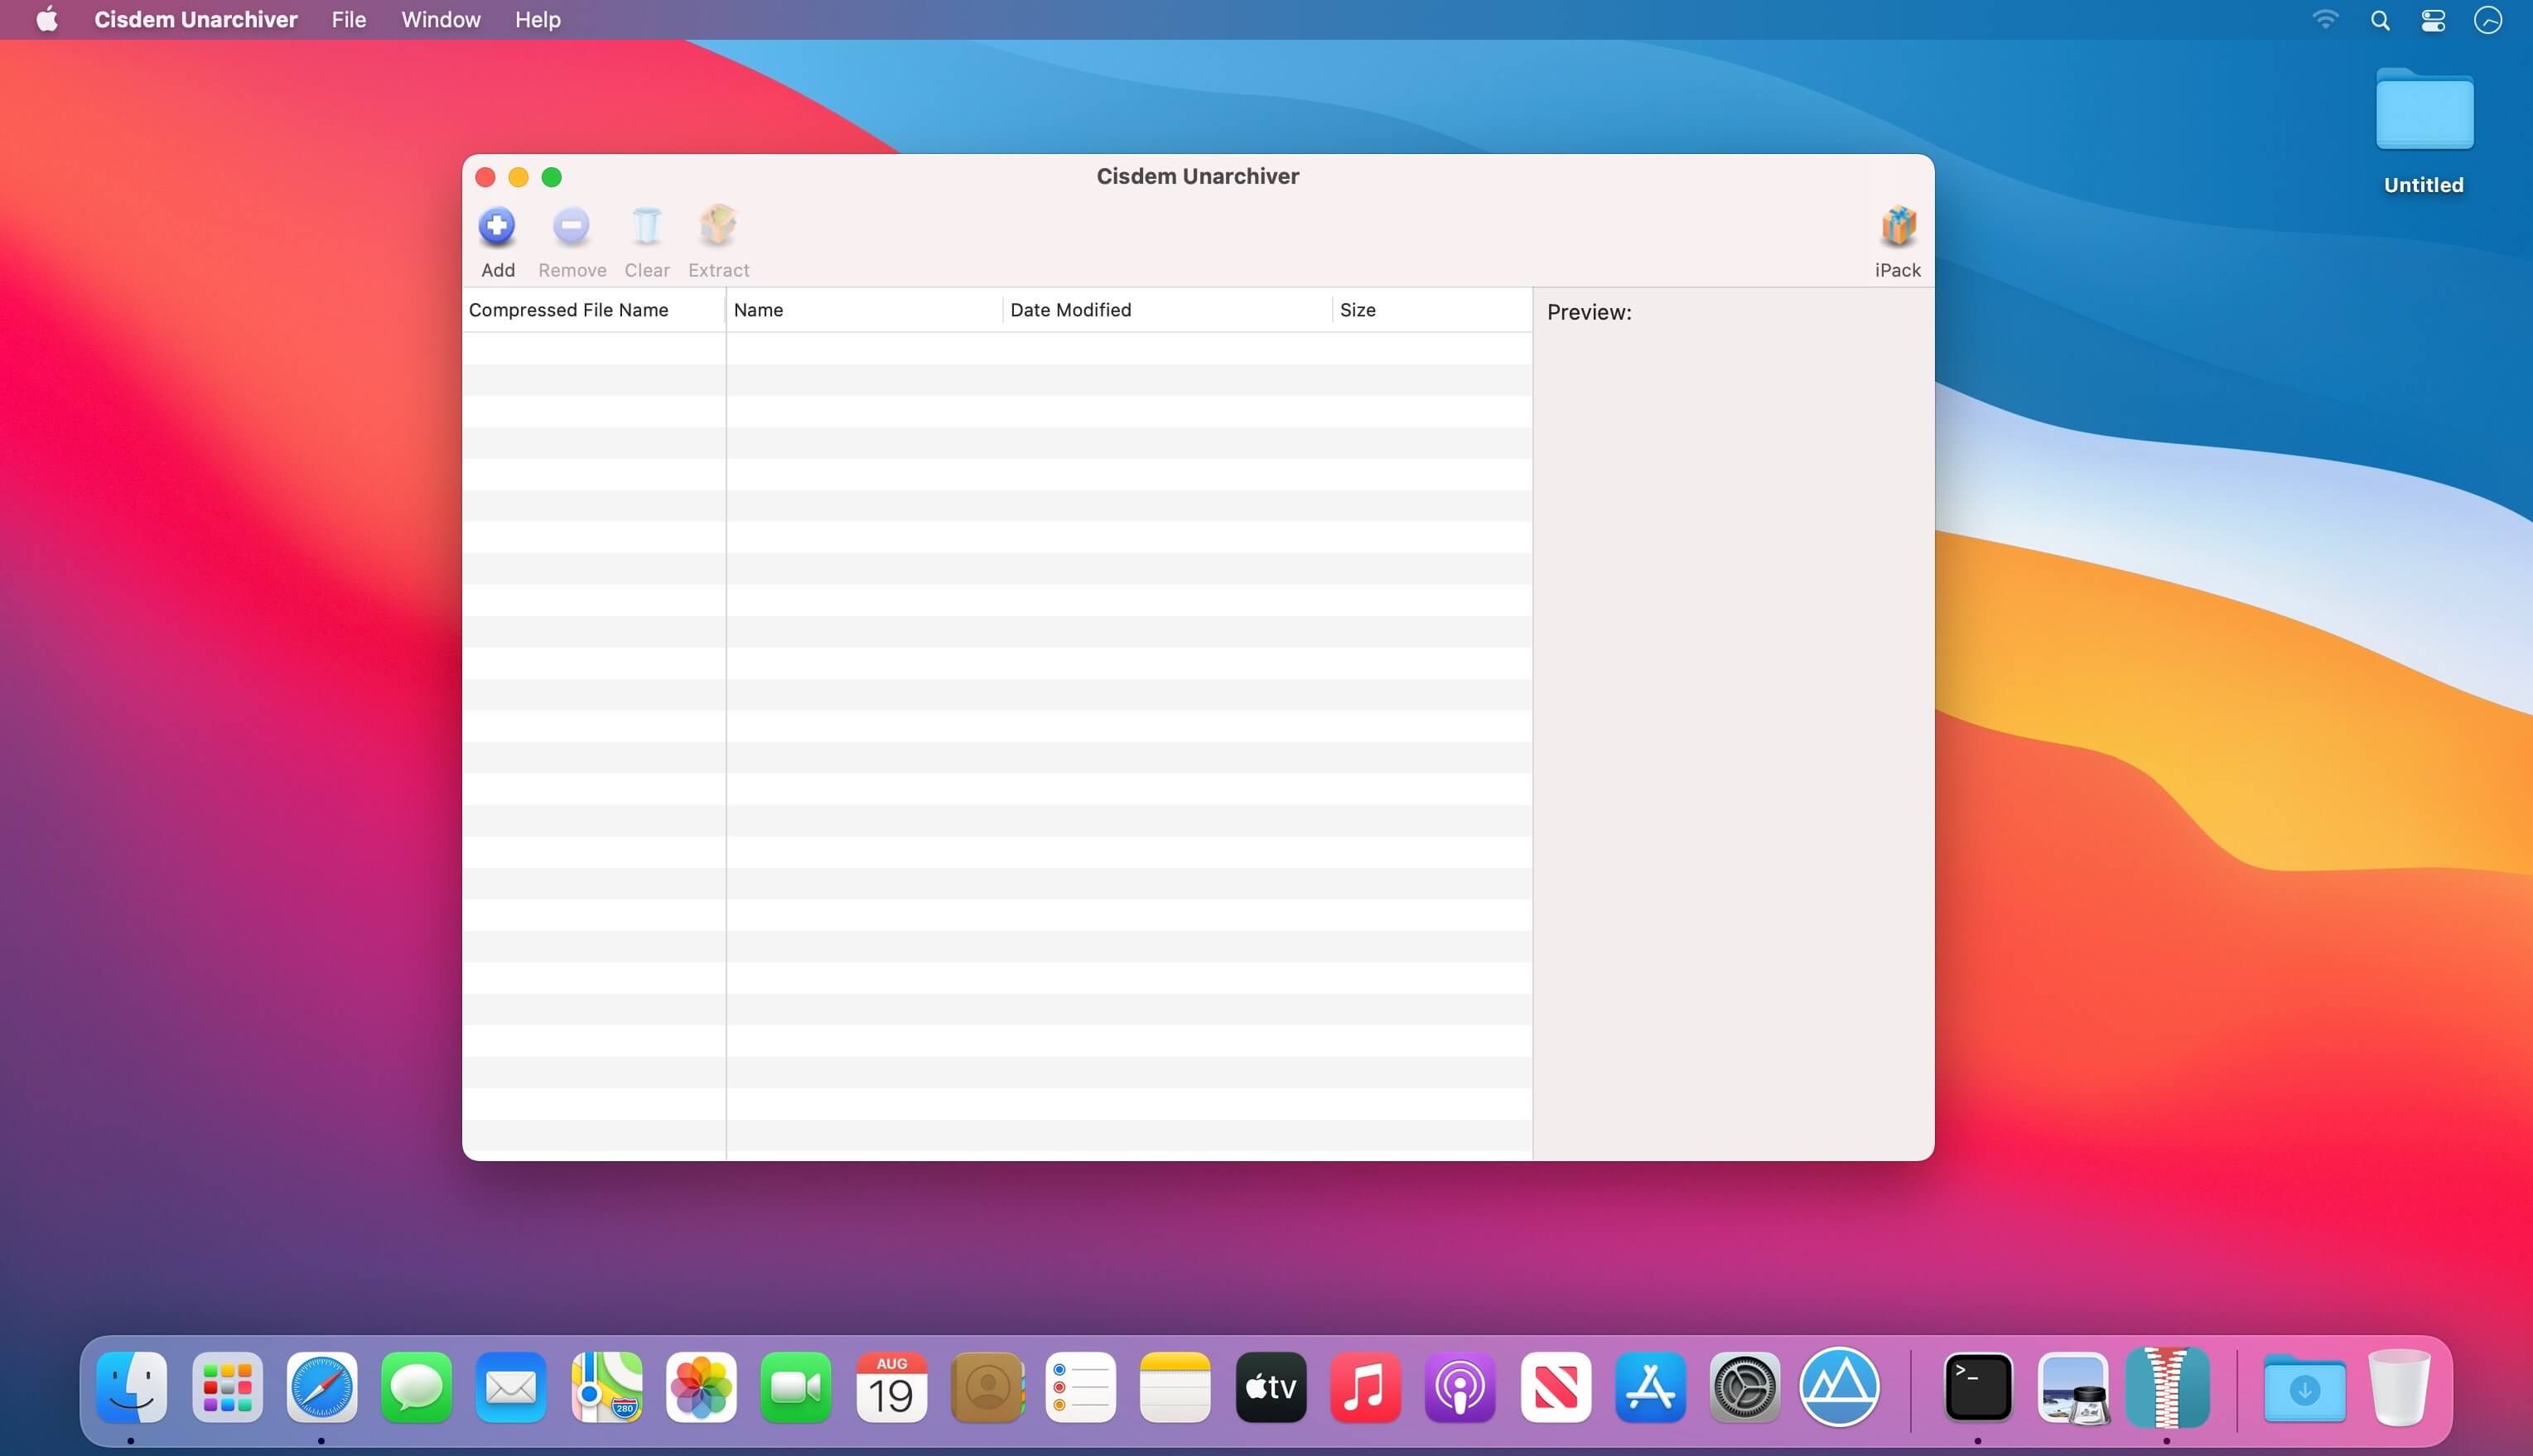 Cisdem Unarchiver File Window Help
Untitled
Cisdem Unarchiver
Add Remove Clear Extract iPack
Compressed File Name Name Date Modified Size Preview:
AUG
19
280
tv
>_